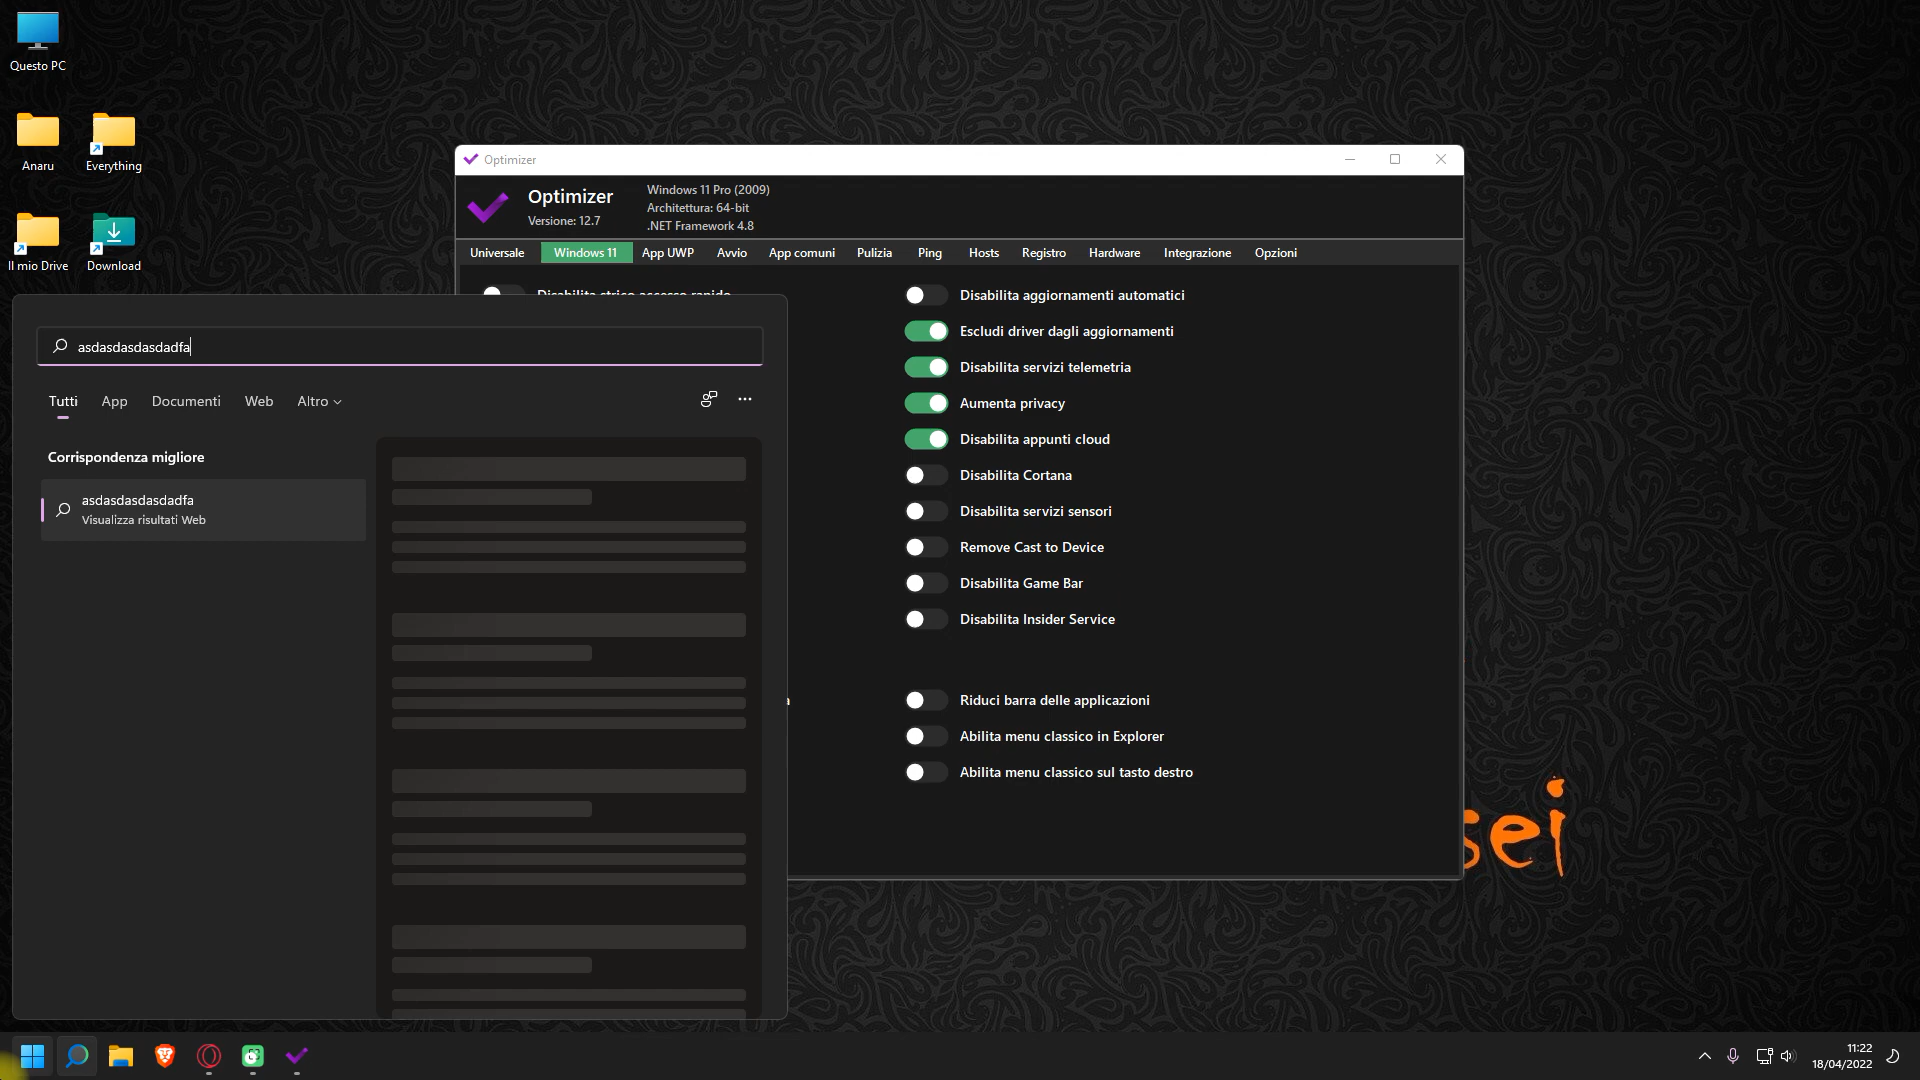 Questo PC
Anaru
Everything
Il mio Drive
Download
Optimizer
Optimizer
Versione: 12.7
Windows 11 Pro (2009)
Architettura: 64-bit
.NET Framework 4.8
Universale Windows 11 App UWP Avvio App comuni Pulizia Ping Hosts Registro Hardware Integrazione Opzioni
Disabilita aggiornamenti automatici
Escludi driver dagli aggiornamenti
Disabilita servizi telemetria
Aumenta privacy
Disabilita appunti cloud
Disabilita Cortana
Disabilita servizi sensori
Remove Cast to Device
Disabilita Game Bar
Disabilita Insider Service
Riduci barra delle applicazioni
Abilita menu classico in Explorer
Abilita menu classico sul tasto destro
asdasdasdasdadfa
Tutti App Documenti Web Altro
Corrispondenza migliore
asdasdasdasdadfa
Visualizza risultati Web
sei
11:22
18/04/2022